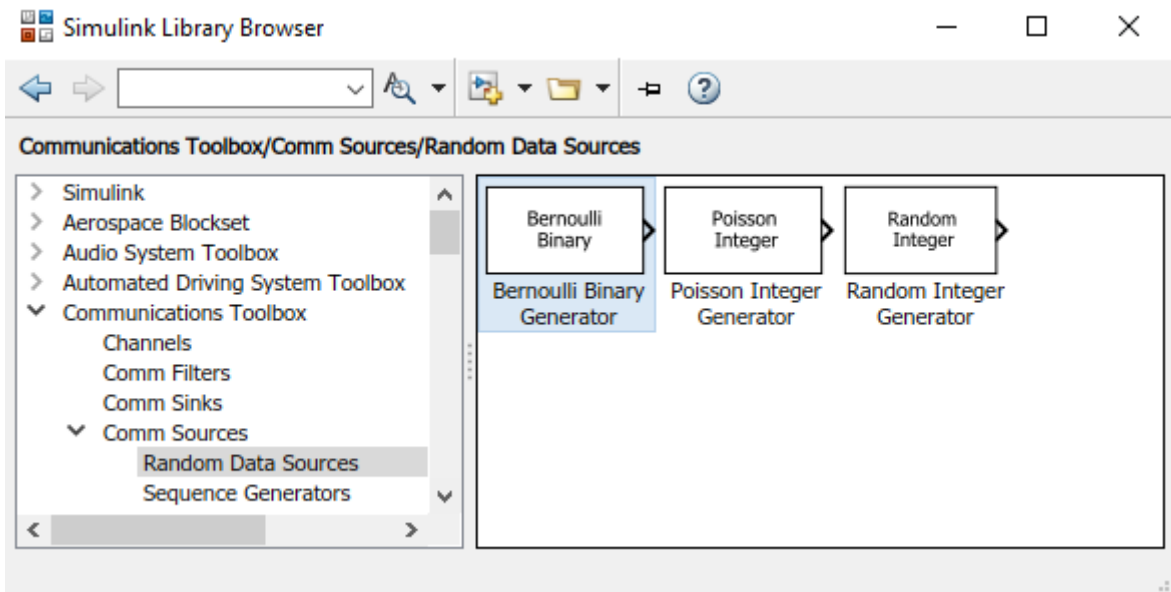 Simulink Library Browser
Communications Toolbox/Comm Sources/Random Data Sources
Simulink
Aerospace Blockset
Audio System Toolbox
Automated Driving System Toolbox
Communications Toolbox
Channels
Comm Filters
Comm Sinks
Comm Sources
Random Data Sources
Sequence Generators
Bernoulli
Binary
Bernoulli Binary
Generator
Poisson
Integer
Poisson Integer
Generator
Random
Integer
Random Integer
Generator